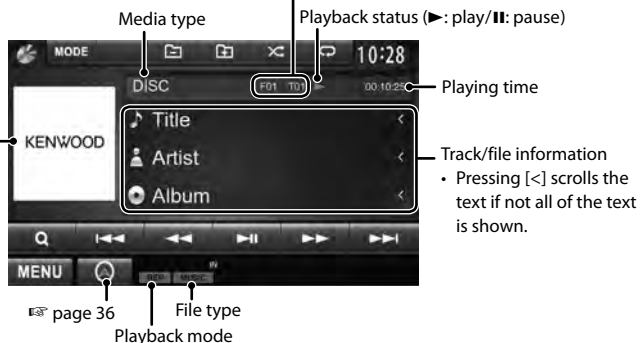 Media type
Playback status (►: play/⏸: pause)
MODE
10:28
DISC
F01 T01
00:10:25
Playing time
KENWOOD
Title
Artist
Album
Track/file information
• Pressing [<] scrolls the
text if not all of the text
is shown.
MENU
REP
MUSIC
IN
☞ page 36
File type
Playback mode